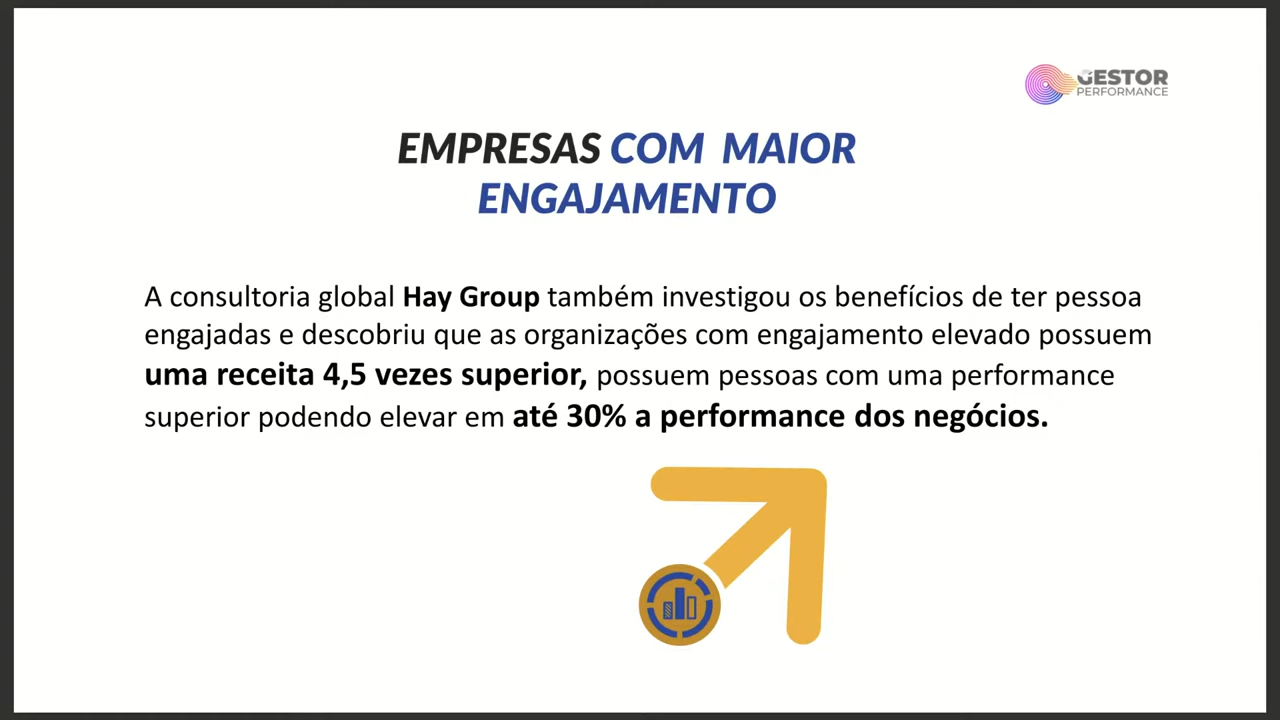 GESTOR
PERFORMANCE
EMPRESAS COM MAIOR
ENGAJAMENTO
A consultoria global Hay Group também investigou os benefícios de ter pessoa
engajadas e descobriu que as organizações com engajamento elevado possuem
uma receita 4,5 vezes superior, possuem pessoas com uma performance
superior podendo elevar em até 30% a performance dos negócios.